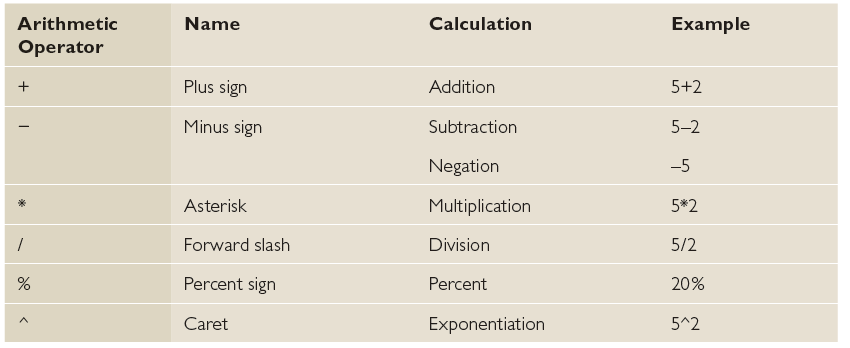 Arithmetic Operator Name Calculation Example
+ Plus sign Addition 5+2
− Minus sign Subtraction 5–2
Negation –5
* Asterisk Multiplication 5*2
/ Forward slash Division 5/2
% Percent sign Percent 20%
^ Caret Exponentiation 5^2